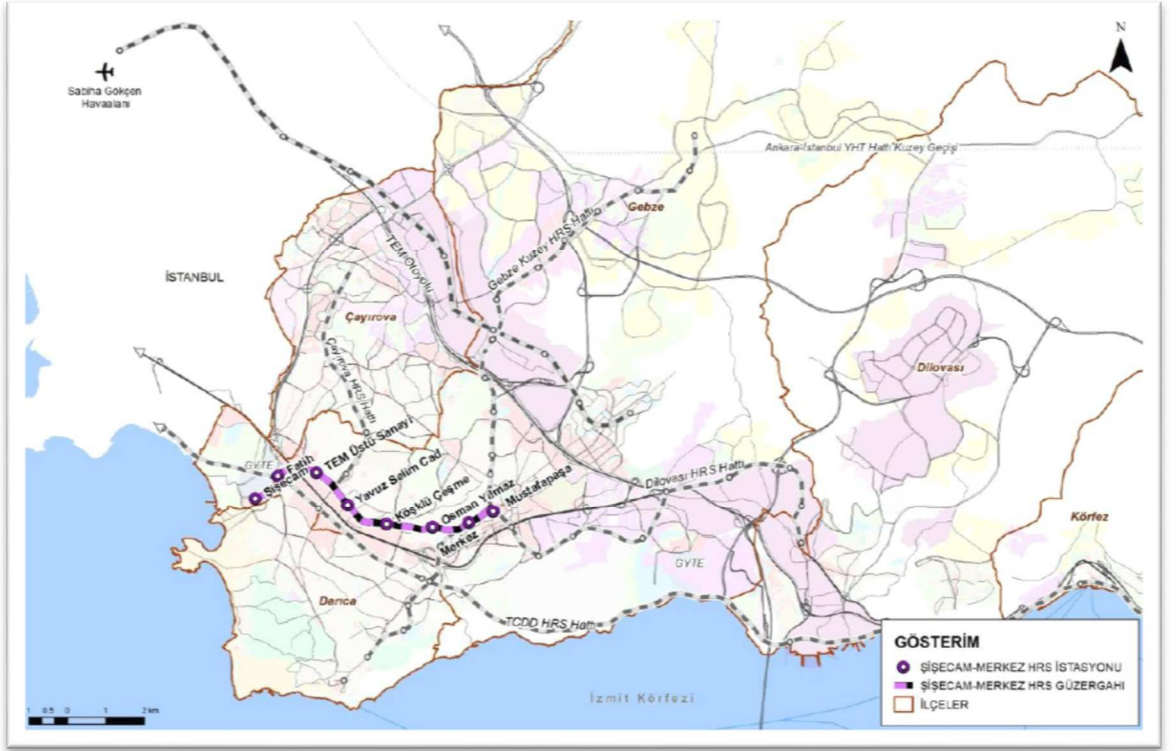 N
Sabiha Gökçen
Havaalanı
Ankara-İstanbul YHT Hattı Kuzey Geçişi
Gebze
Gebze Kuzey HRS Hattı
TEM Otoyolu
İSTANBUL
Çayırova
Çayırova HRS Hattı
Dilovası
GYTE
Fatih
Şişecam
TEM Üstü Sanayi
Yavuz Selim Cad.
Köşklü Çeşme
Osman Yılmaz
Merkez
Mustafapaşa
Dilovası HRS Hattı
Körfez
GYTE
Darıca
TCDD HRS Hattı
İzmit Körfezi
GÖSTERİM
ŞİŞECAM-MERKEZ HRS İSTASYONU
ŞİŞECAM-MERKEZ HRS GÜZERGAHI
İLÇELER
1 0.5 0 1 2 km